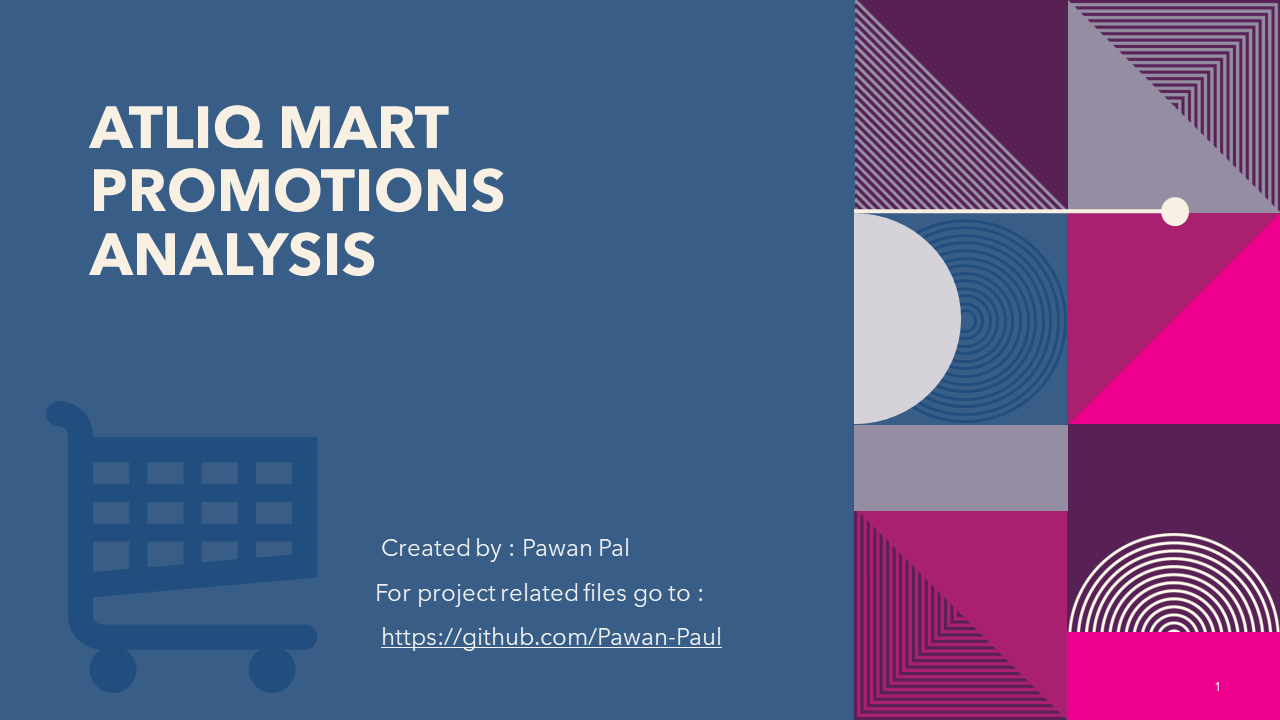 ATLIQ MART
PROMOTIONS
ANALYSIS
Created by : Pawan Pal
For project related files go to :
https://github.com/Pawan-Paul
1